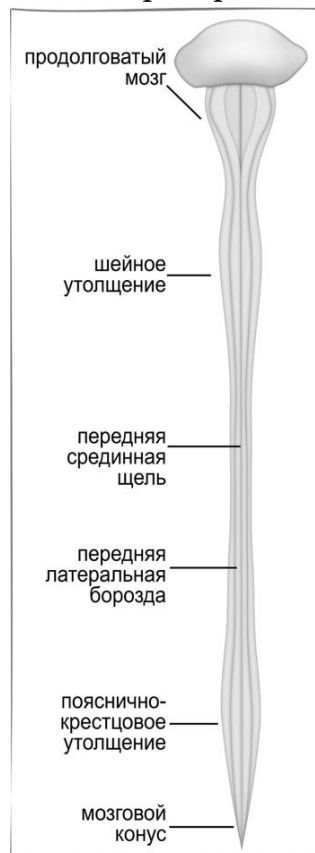 продолговатый
мозг
шейное
утолщение
передняя
срединная
щель
передняя
латеральная
борозда
пояснично-
крестцовое
утолщение
мозговой
конус